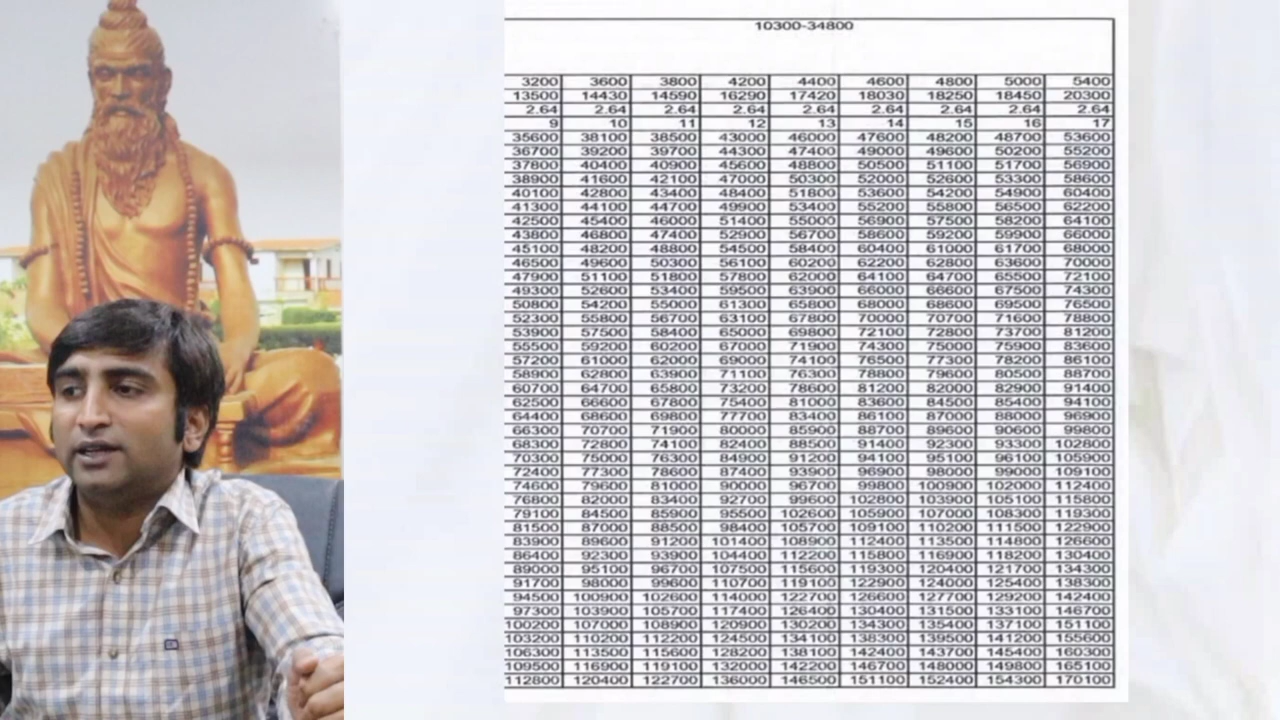 10300-34800
3200 3600 3800 4200 4400 4600 4800 5000 5400
13500 14430 14590 16290 17420 18030 18250 18450 20300
2.64 2.64 2.64 2.64 2.64 2.64 2.64 2.64 2.64
9 10 11 12 13 14 15 16 17
35600 38100 38500 43000 46000 47600 48200 48700 53600
36700 39200 39700 44300 47400 49000 49600 50200 55200
37800 40400 40900 45600 48800 50500 51100 51700 56900
38900 41600 42100 47000 50300 52000 52600 53300 58600
40100 42800 43400 48400 51800 53600 54200 54900 60400
41300 44100 44700 49900 53400 55200 55800 56500 62200
42500 45400 46000 51400 55000 56900 57500 58200 64100
43800 46800 47400 52900 56700 58600 59200 59900 66000
45100 48200 48800 54500 58400 60400 61000 61700 68000
46500 49600 50300 56100 60200 62200 62800 63600 70000
47900 51100 51800 57800 62000 64100 64700 65500 72100
49300 52600 53400 59500 63900 66000 66600 67500 74300
50800 54200 55000 61300 65800 68000 68600 69500 76500
52300 55800 56700 63100 67800 70000 70700 71600 78800
53900 57500 58400 65000 69800 72100 72800 73700 81200
55500 59200 60200 67000 71900 74300 75000 75900 83600
57200 61000 62000 69000 74100 76500 77300 78200 86100
58900 62800 63900 71100 76300 78800 79600 80500 88700
60700 64700 65800 73200 78600 81200 82000 82900 91400
62500 66600 67800 75400 81000 83600 84500 85400 94100
64400 68600 69800 77700 83400 86100 87000 88000 96900
66300 70700 71900 80000 85900 88700 89600 90600 99800
68300 72800 74100 82400 88500 91400 92300 93300 102800
70300 75000 76300 84900 91200 94100 95100 96100 105900
72400 77300 78600 87400 93900 96900 98000 99000 109100
74600 79600 81000 90000 96700 99800 100900 102000 112400
76800 82000 83400 92700 99600 102800 103900 105100 115800
79100 84500 85900 95500 102600 105900 107000 108300 119300
81500 87000 88500 98400 105700 109100 110200 111500 122900
83900 89600 91200 101400 108900 112400 113500 114800 126600
86400 92300 93900 104400 112200 115800 116900 118200 130400
89000 95100 96700 107500 115600 119300 120400 121700 134300
91700 98000 99600 110700 119100 122900 124000 125400 138300
94500 100900 102600 114000 122700 126600 127700 129200 142400
97300 103900 105700 117400 126400 130400 131500 133100 146700
100200 107000 108900 120900 130200 134300 135400 137100 151100
103200 110200 112200 124500 134100 138300 139500 141200 155600
106300 113500 115600 128200 138100 142400 143700 145400 160300
109500 116900 119100 132000 142200 146700 148000 149800 165100
112800 120400 122700 136000 146500 151100 152400 154300 170100